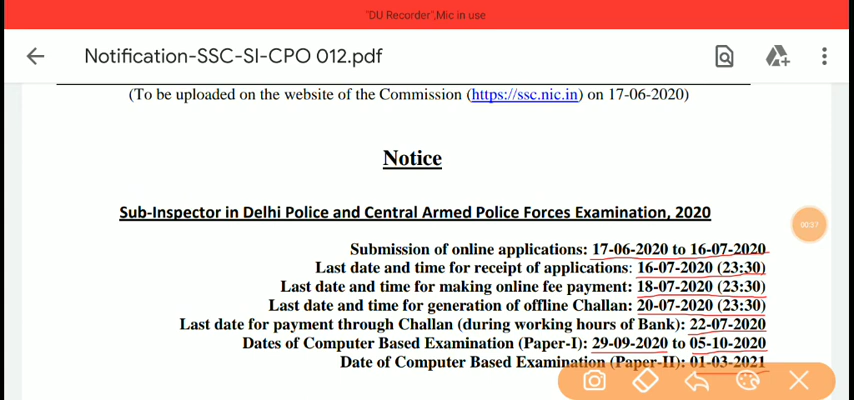 "DU Recorder",Mic in use
Notification-SSC-SI-CPO 012.pdf
(To be uploaded on the website of the Commission (https://ssc.nic.in) on 17-06-2020)
Notice
Sub-Inspector in Delhi Police and Central Armed Police Forces Examination, 2020
00:37
Submission of online applications: 17-06-2020 to 16-07-2020
Last date and time for receipt of applications: 16-07-2020 (23:30)
Last date and time for making online fee payment: 18-07-2020 (23:30)
Last date and time for generation of offline Challan: 20-07-2020 (23:30)
Last date for payment through Challan (during working hours of Bank): 22-07-2020
Dates of Computer Based Examination (Paper-I): 29-09-2020 to 05-10-2020
Date of Computer Based Examination (Paper-II): 01-03-2021